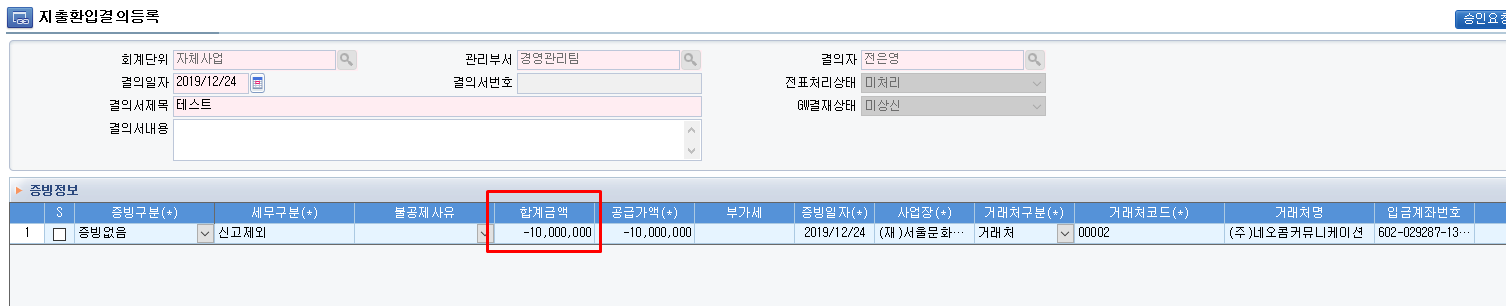 지출환입결의등록
승인요청
회계단위 자체사업 관리부서 경영관리팀 결의자 전은영
결의일자 2019/12/24 결의서번호 전표처리상태 미처리
결의서제목 테스트 GW결재상태 미상신
결의서내용
증빙정보
S 증빙구분(*) 세무구분(*) 불공제사유 합계금액 공급가액(*) 부가세 증빙일자(*) 사업장(*) 거래처구분(*) 거래처코드(*) 거래처명 입금계좌번호
1 증빙없음 신고제외 -10,000,000 -10,000,000 2019/12/24 (재)서울문화… 거래처 00002 (주)네오콤커뮤니케이션 602-029287-13…